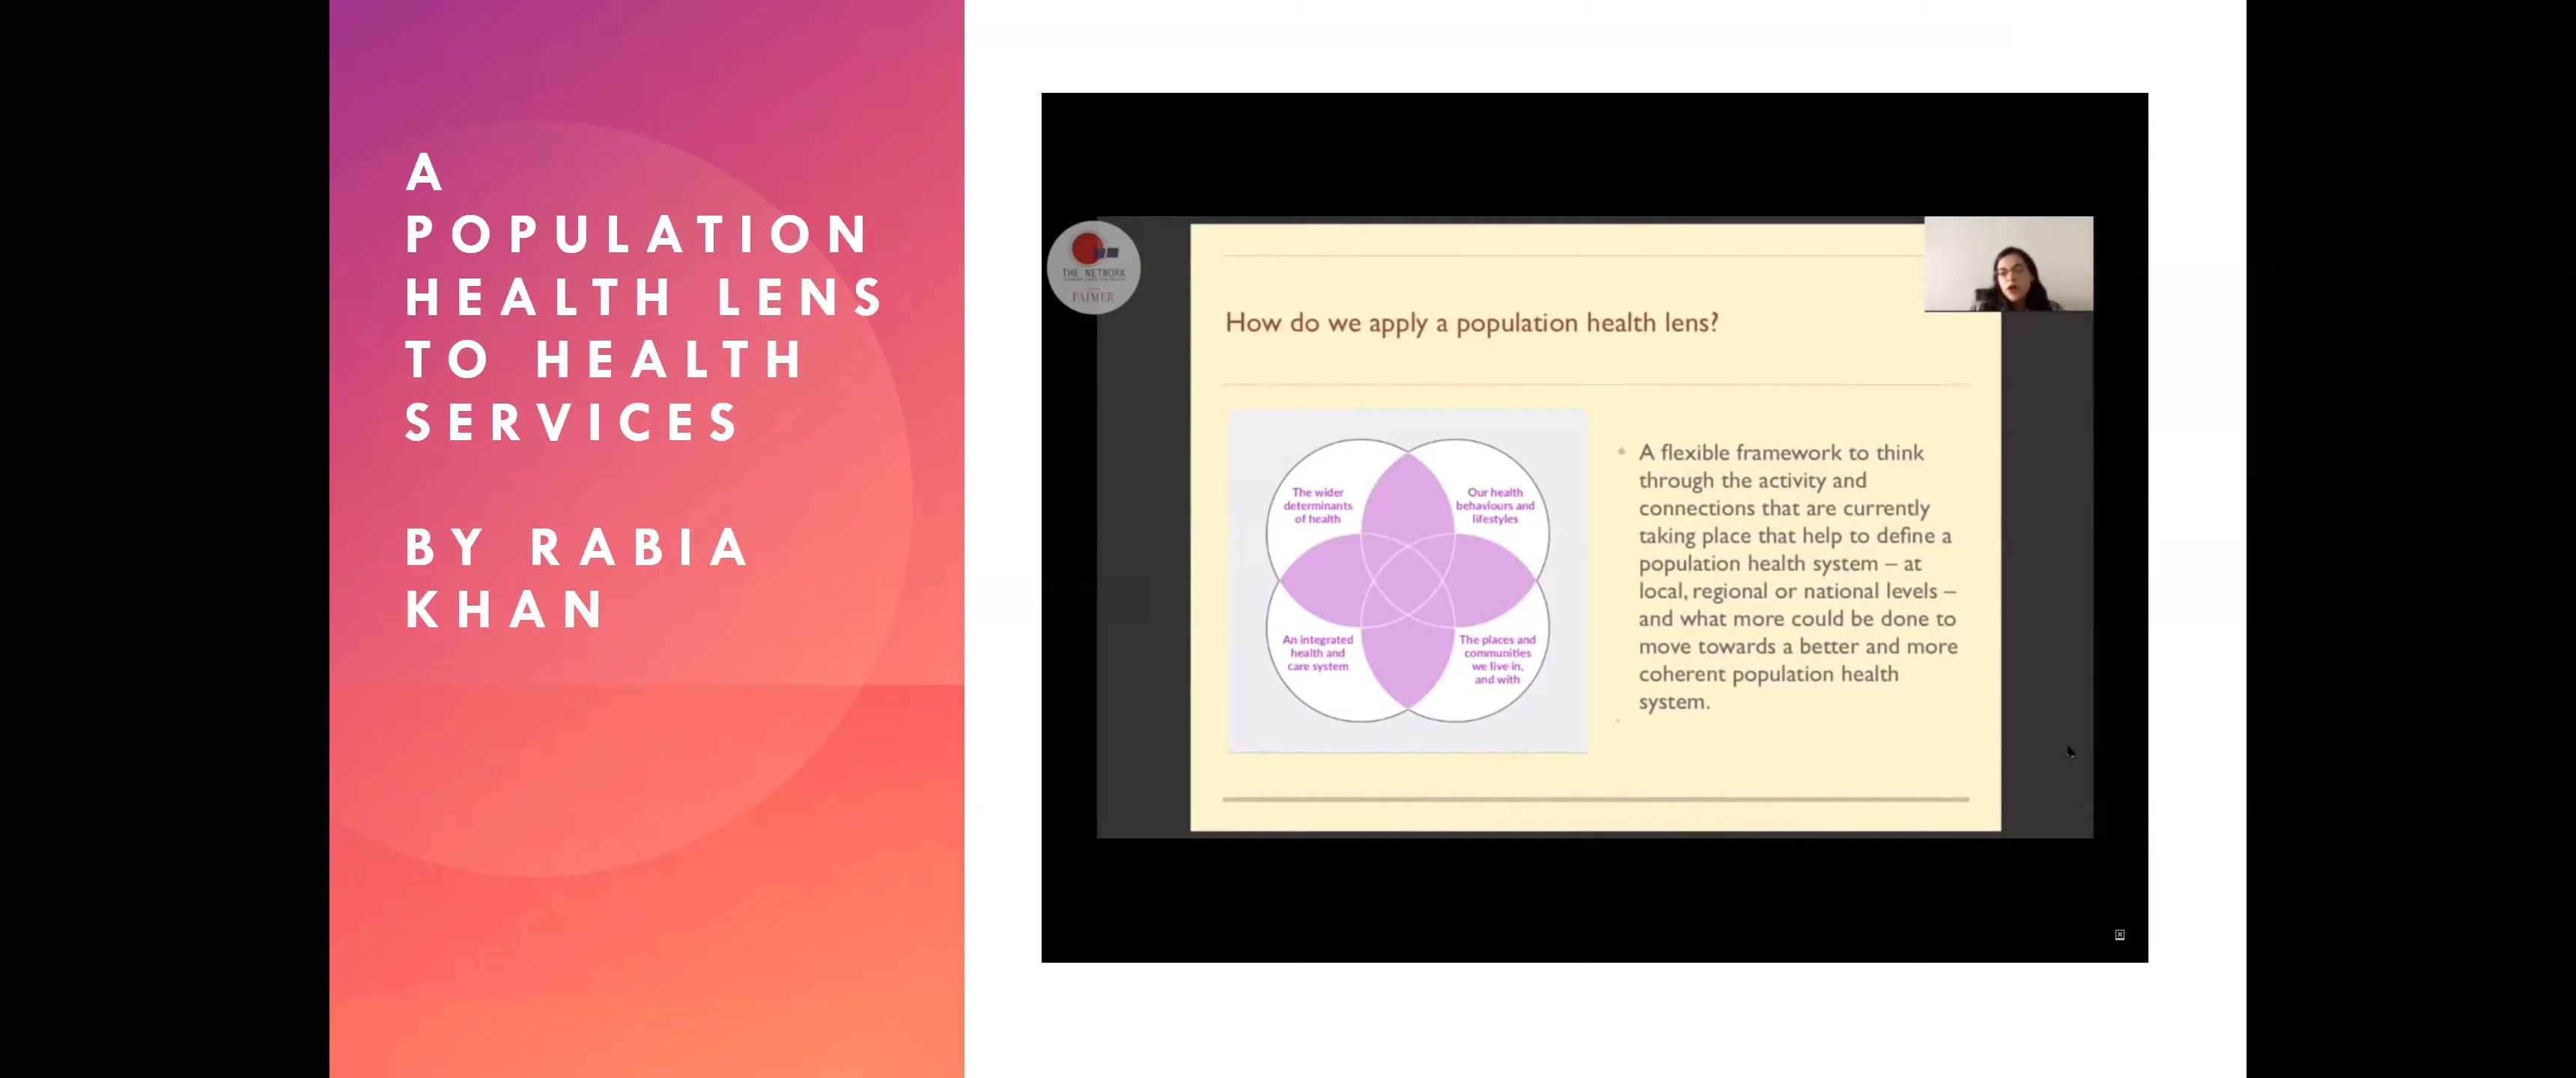 A
POPULATION
HEALTH LENS
TO HEALTH
SERVICES
BY RABIA
KHAN
THE NETWORK
FAIMER
How do we apply a population health lens?
The wider
determinants
of health
Our health
behaviours and
lifestyles
An integrated
health and
care system
The places and
communities
we live in,
and with
• A flexible framework to think
through the activity and
connections that are currently
taking place that help to define a
population health system – at
local, regional or national levels –
and what more could be done to
move towards a better and more
coherent population health
system.